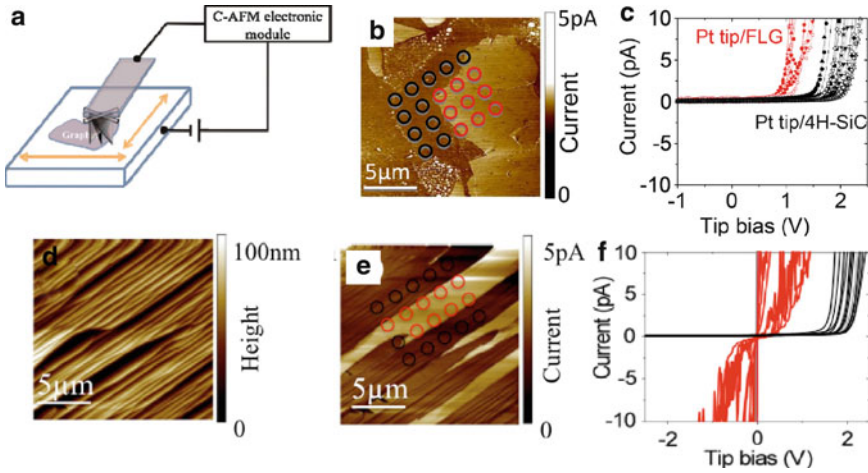 a
C-AFM electronic
module
Graph
b
5pA
Current
0
5μm
c
Current (pA)
10
5
0
-5
-10
Pt tip/FLG
Pt tip/4H-SiC
-1
0
1
2
Tip bias (V)
d
100nm
Height
0
5μm
e
5pA
Current
0
5μm
f
Current (pA)
10
5
0
-5
-10
-2
0
2
Tip bias (V)